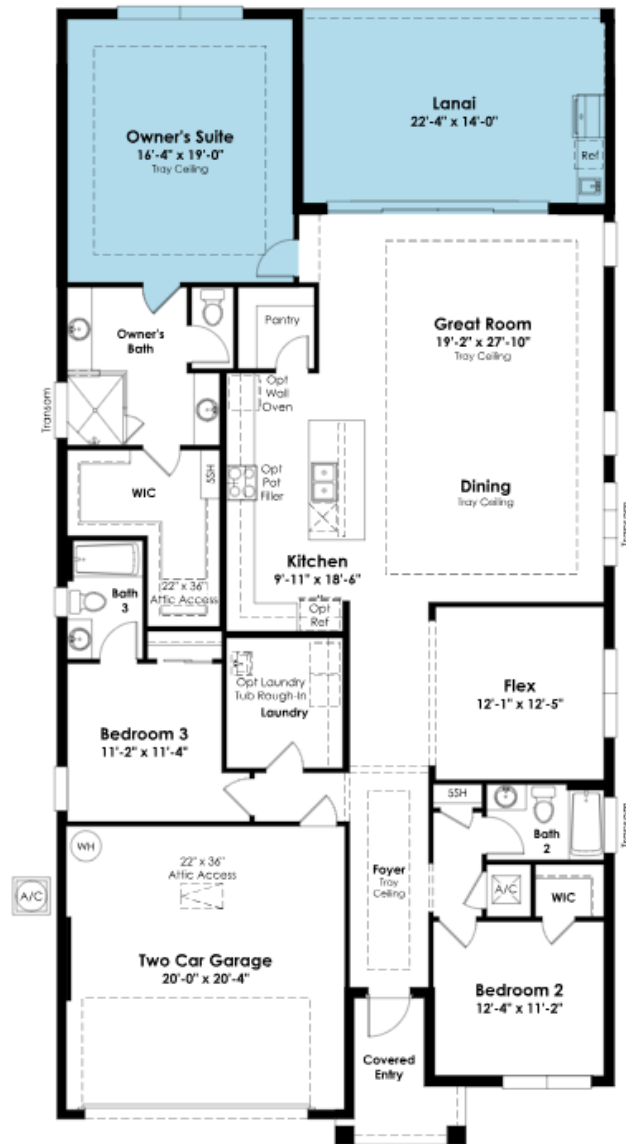 Owner's Suite
16'-4" x 19'-0"
Tray Ceiling
Lanai
22'-4" x 14'-0"
Ref
Owner's
Bath
Pantry
Great Room
19'-2" x 27'-10"
Tray Ceiling
Transom
Opt
Wall
Oven
WIC
5SH
Opt
Pot
Filler
Dining
Tray Ceiling
Transom
Kitchen
9'-11" x 18'-6"
Bath
3
22" x 36"
Attic Access
Opt
Ref
Opt Laundry
Tub Rough-In
Laundry
Flex
12'-1" x 12'-5"
Bedroom 3
11'-2" x 11'-4"
5SH
Bath
2
Transom
WH
22" x 36"
Attic Access
Foyer
Tray
Ceiling
A/C
WIC
A/C
Two Car Garage
20'-0" x 20'-4"
Bedroom 2
12'-4" x 11'-2"
Covered
Entry